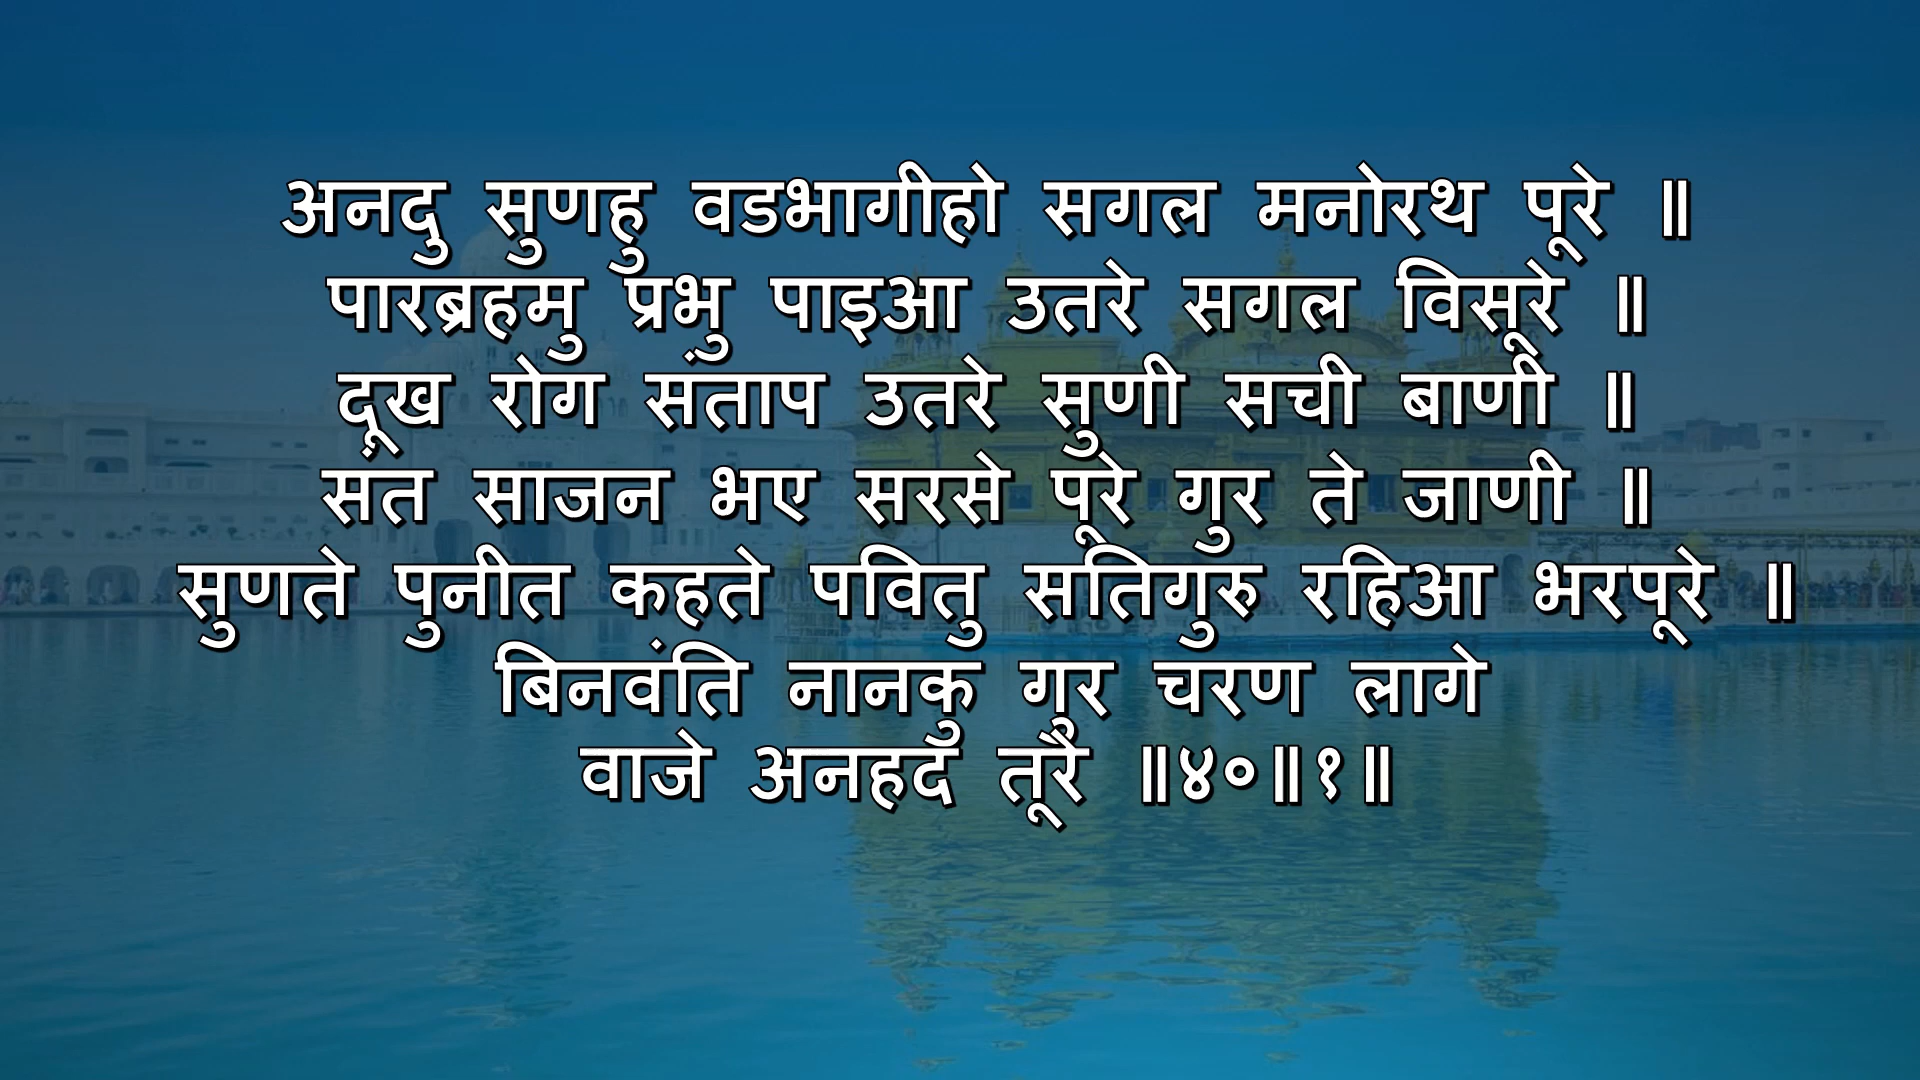 अनदु सुणहु वडभागीहो सगल मनोरथ पूरे ॥
पारब्रहमु प्रभु पाइआ उतरे सगल विसूरे ॥
दूख रोग संताप उतरे सुणी सची बाणी ॥
संत साजन भए सरसे पूरे गुर ते जाणी ॥
सुणते पुनीत कहते पवितु सतिगुरु रहिआ भरपूरे ॥
बिनवंति नानकु गुर चरण लागे
वाजे अनहद तूरे ॥४०॥१॥